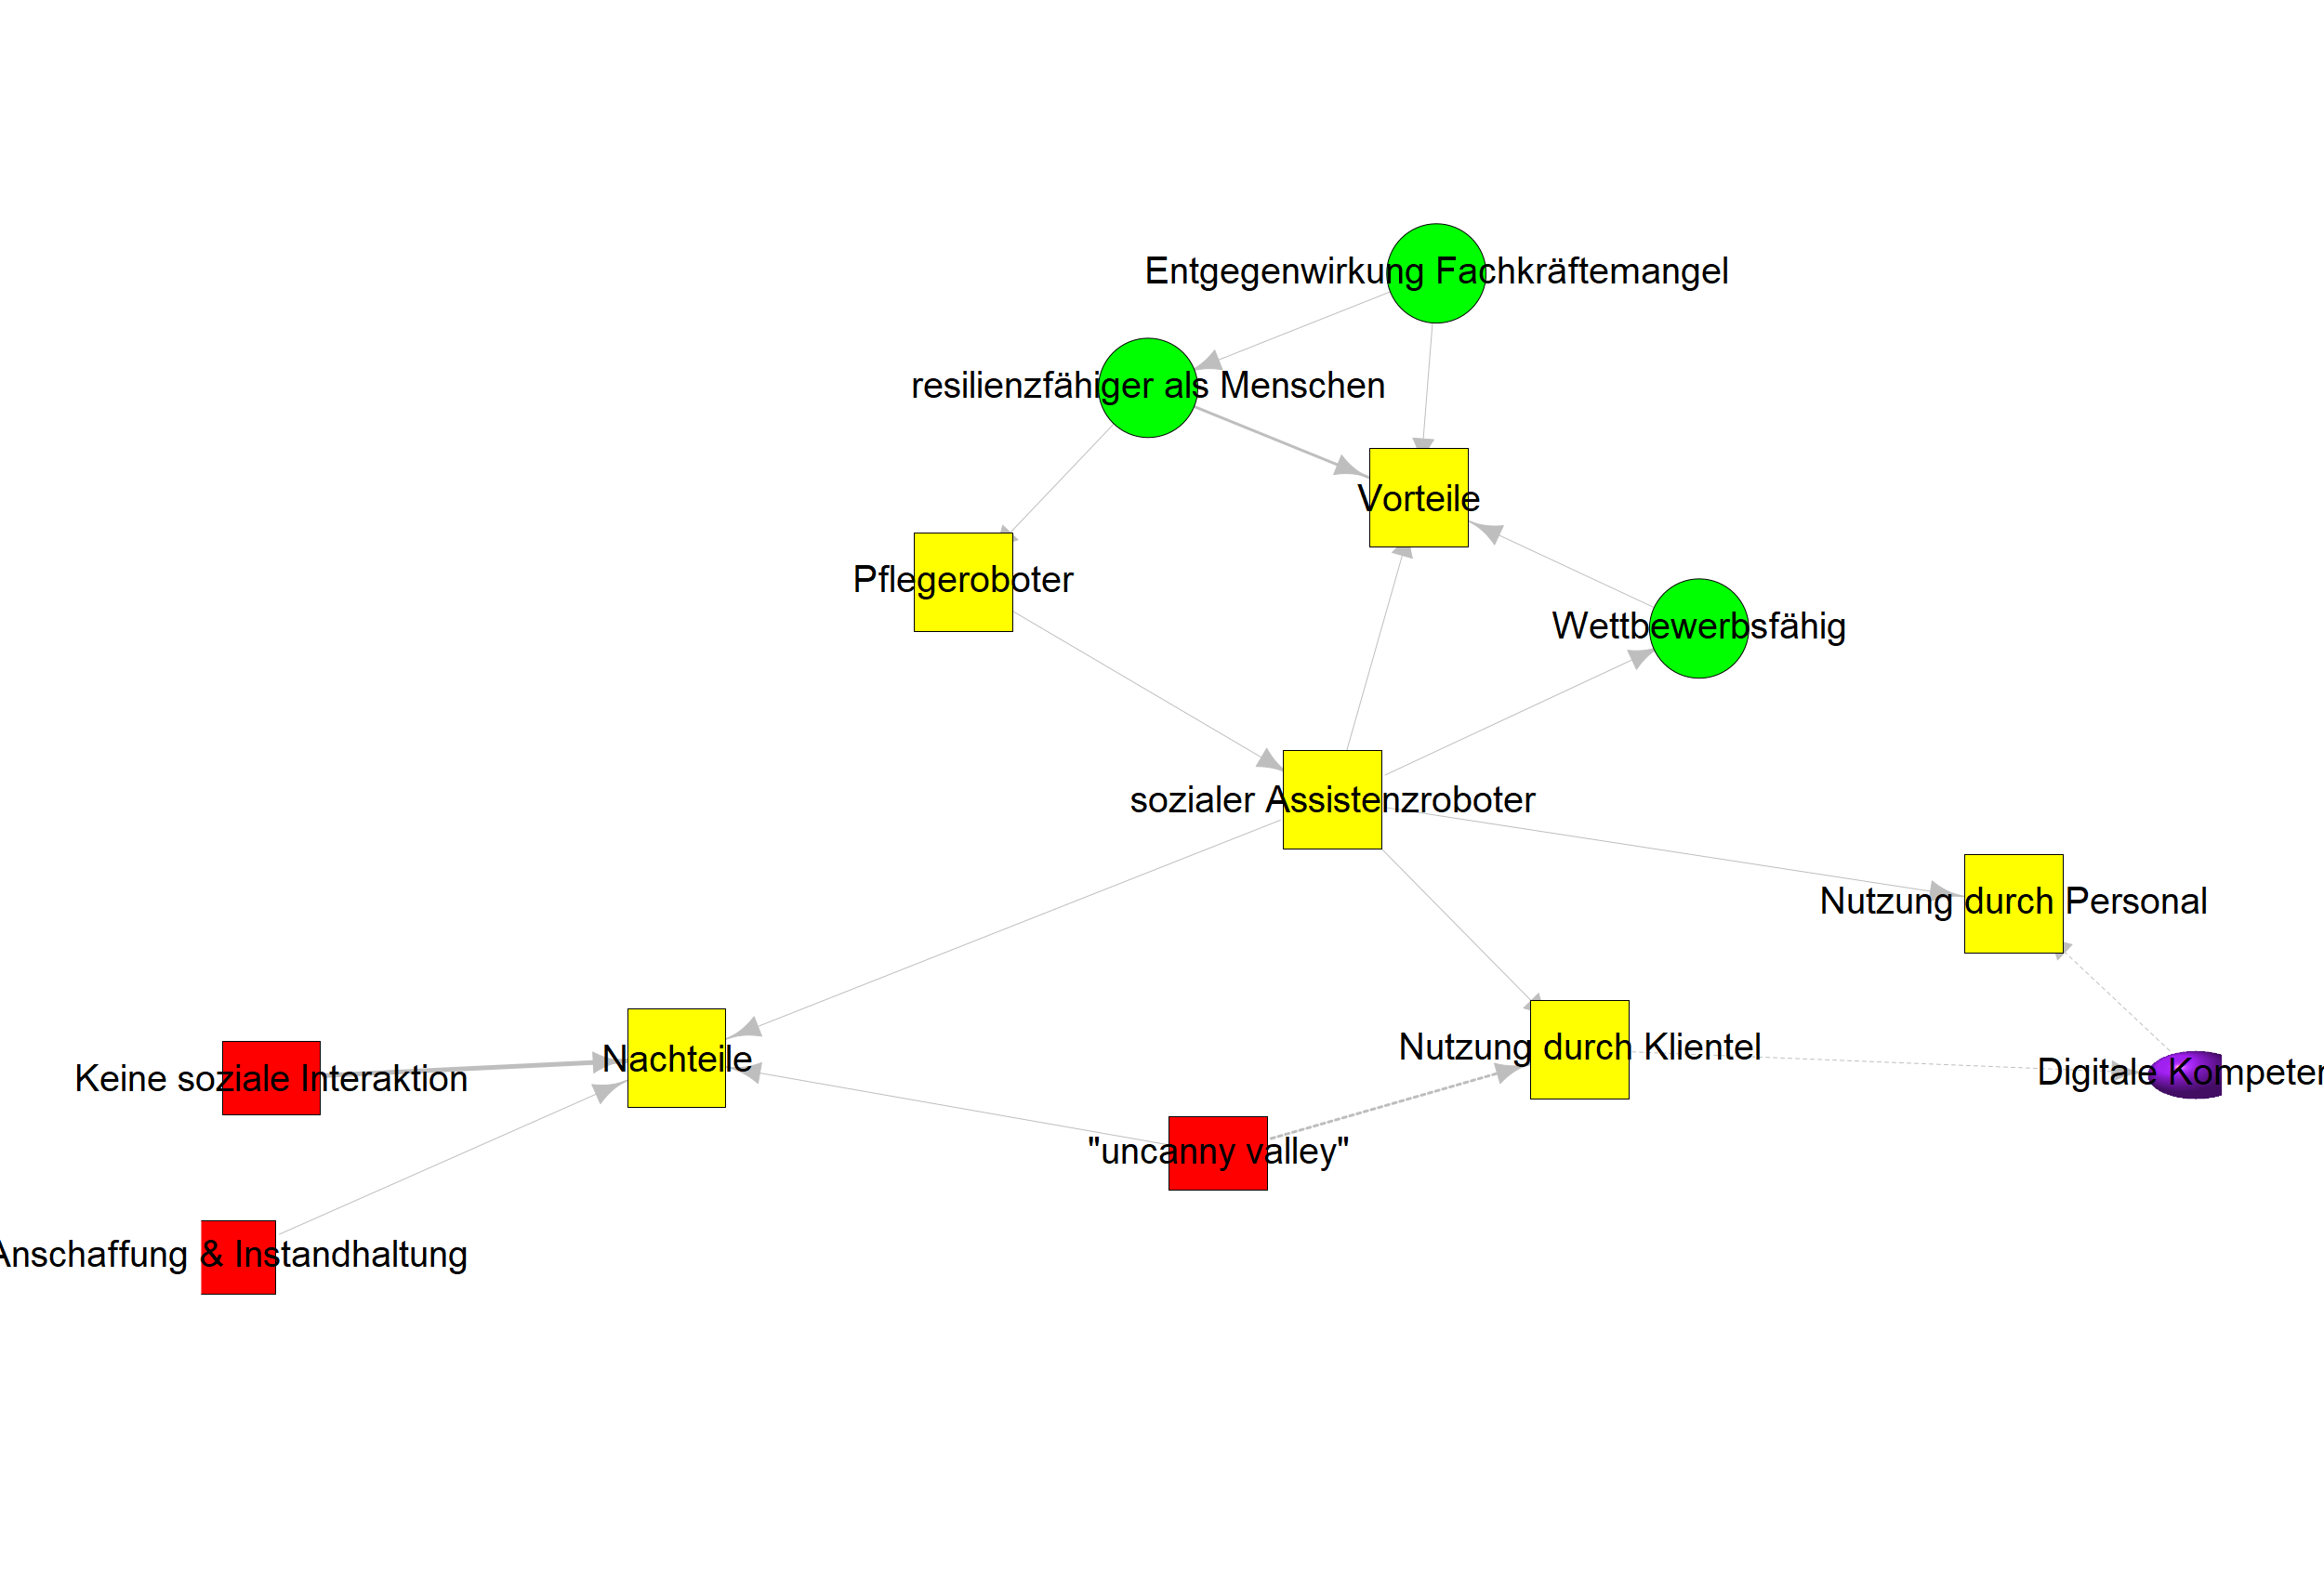 Entgegenwirkung Fachkräftemangel
resilienzfähiger als Menschen
Vorteile
Pflegeroboter
Wettbewerbsfähig
sozialer Assistenzroboter
Nutzung durch Personal
Nutzung durch Klientel
Nachteile
Keine soziale Interaktion
Digitale Kompeten
"uncanny valley"
Anschaffung & Instandhaltung